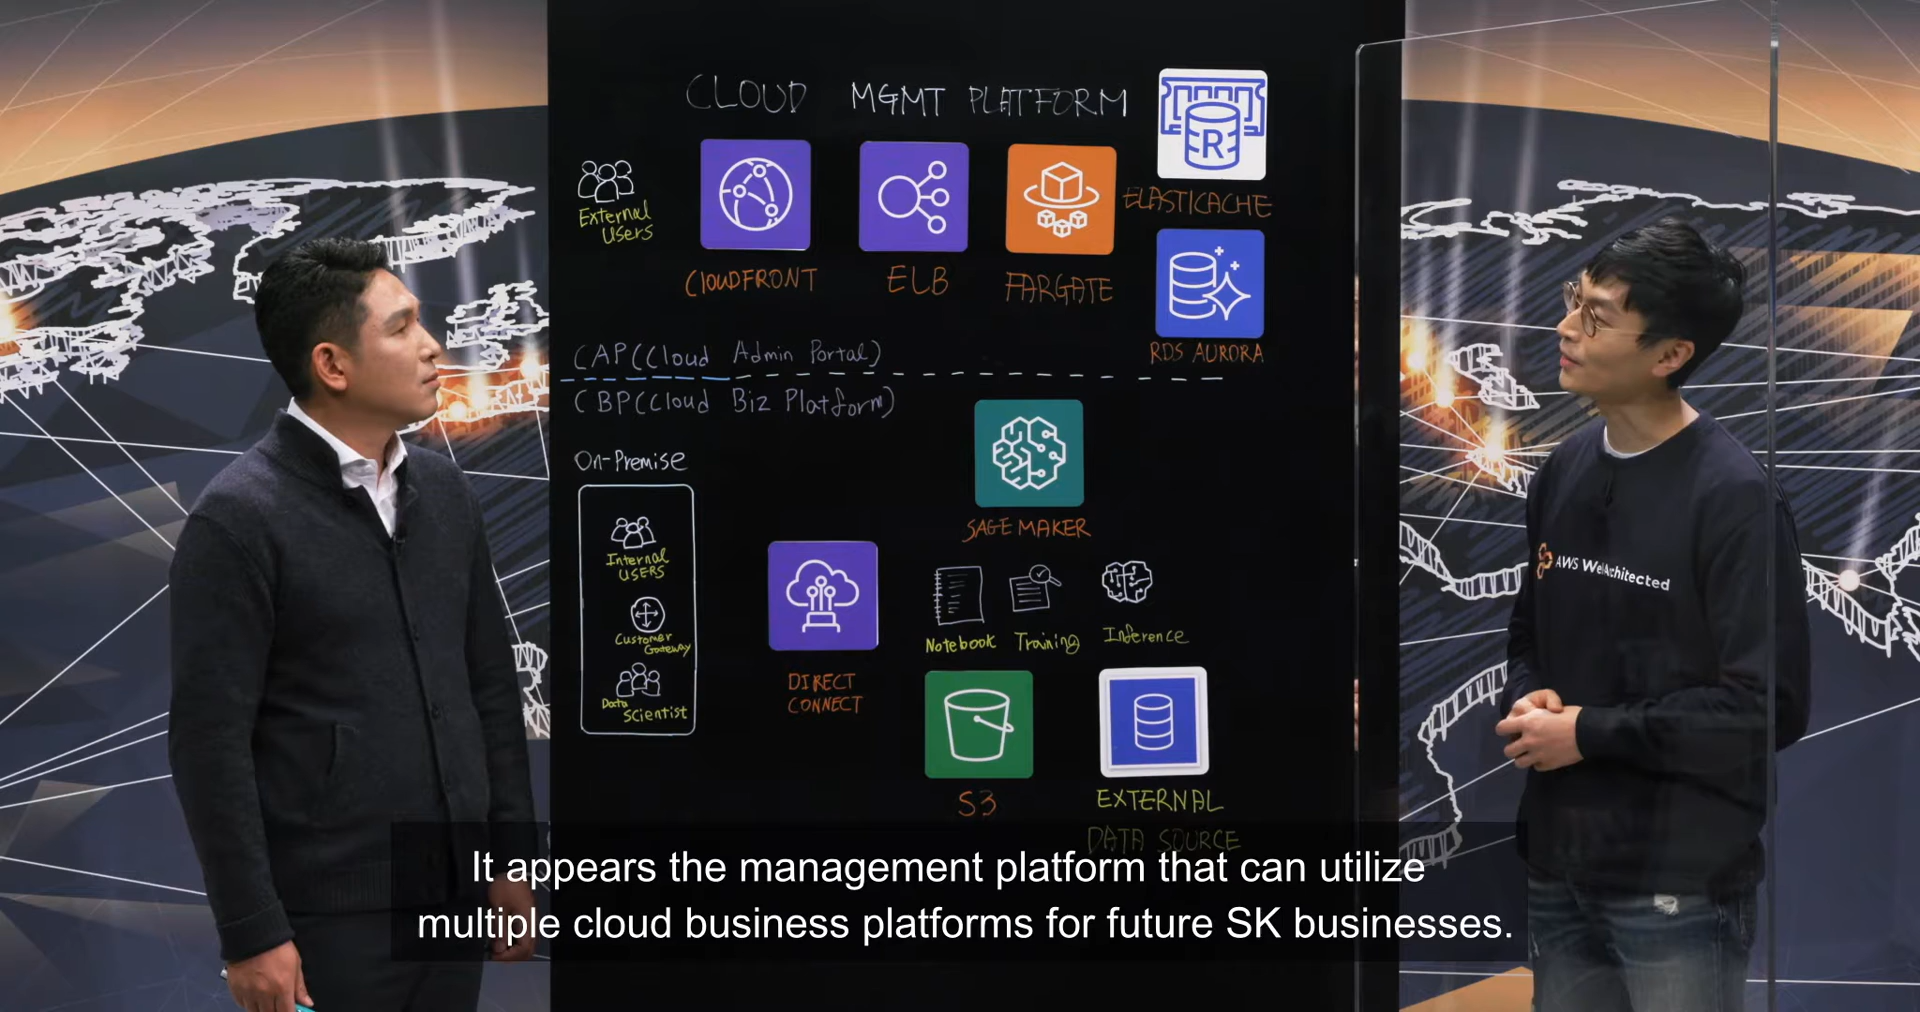 CLOUD MGMT PLATFORM
External
Users
CLOUDFRONT
ELB
FARGATE
R
ELASTICACHE
RDS AURORA
CAP(Cloud Admin Portal)
CBP(Cloud Biz Platform)
On-Premise
Internal
USERS
Customer
Gateway
Data
Scientist
DIRECT
CONNECT
SAGEMAKER
Notebook
Training
Inference
S3
EXTERNAL
DATA SOURCE
AWS Well-Architected
It appears the management platform that can utilize
multiple cloud business platforms for future SK businesses.